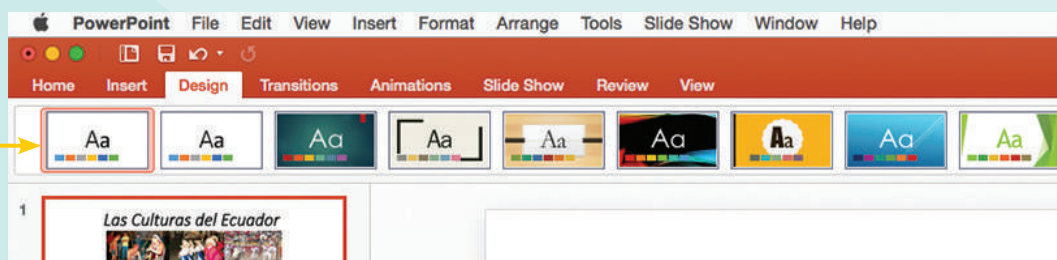 PowerPoint File Edit View Insert Format Arrange Tools Slide Show Window Help
Home Insert Design Transitions Animations Slide Show Review View
Aa Aa Aa Aa Aa Aa Aa Aa Aa
1
Las Culturas del Ecuador